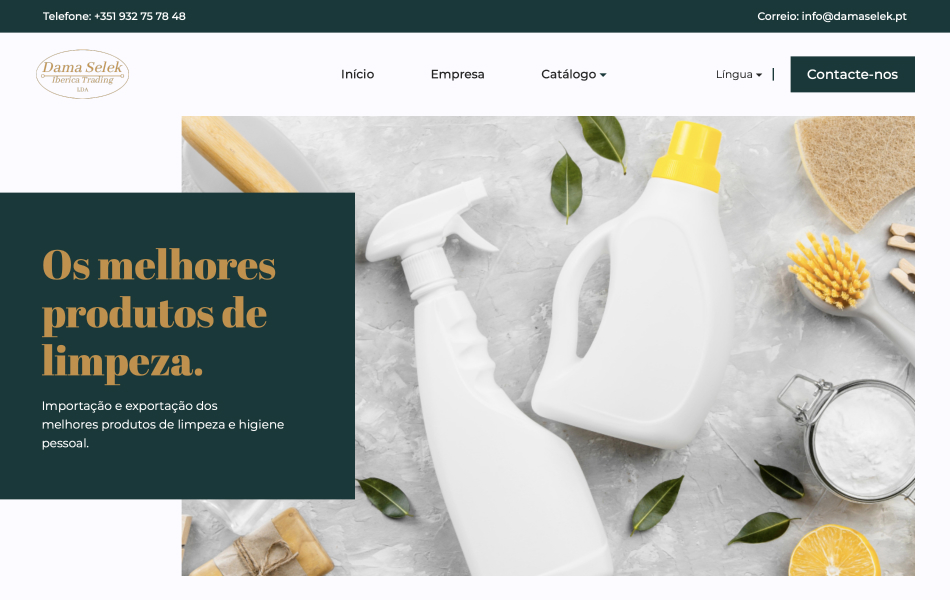 Telefone: +351 932 75 78 48
Correio: info@damaselek.pt
Dama Selek
Iberica Trading
LDA
Início
Empresa
Catálogo
Língua
Contacte-nos
Os melhores
produtos de
limpeza.
Importação e exportação dos
melhores produtos de limpeza e higiene
pessoal.